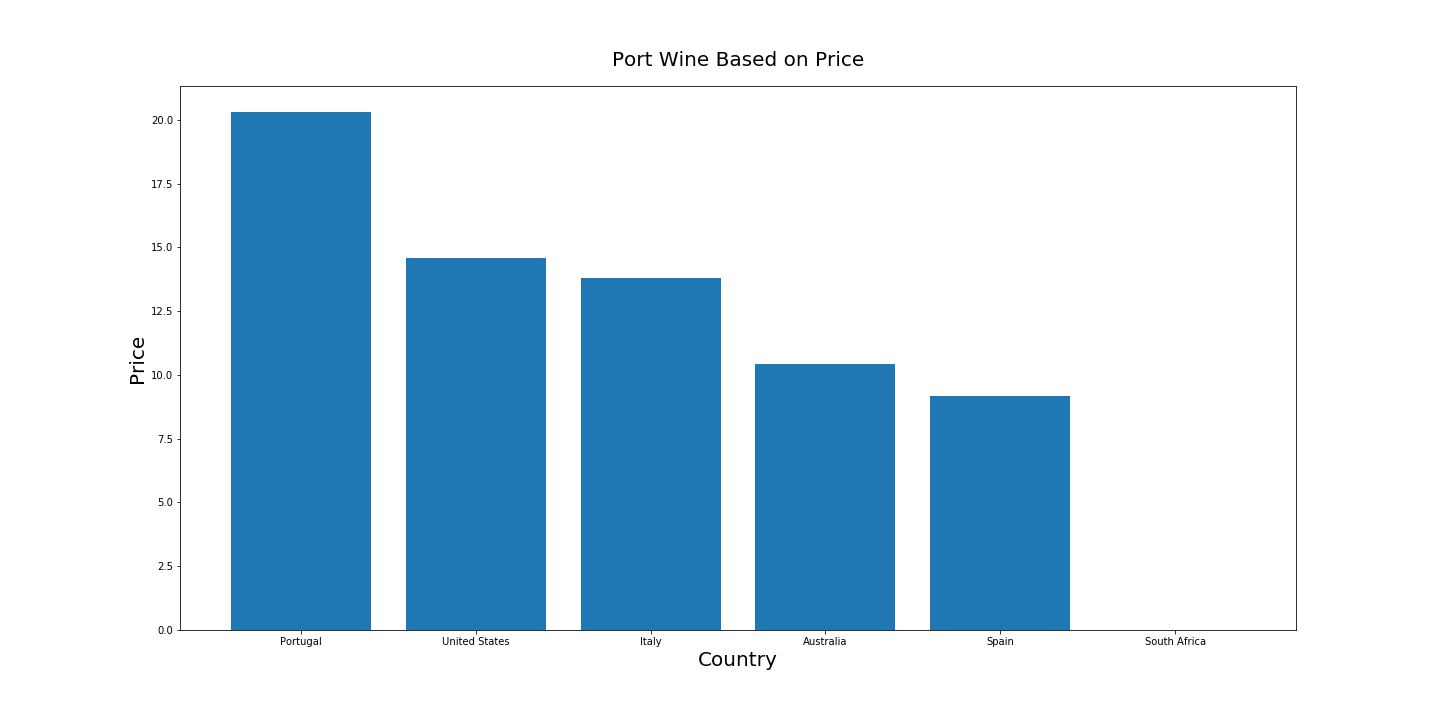 Port Wine Based on Price
Price
20.0
17.5
15.0
12.5
10.0
7.5
5.0
2.5
0.0
Portugal United States Italy Australia Spain South Africa
Country